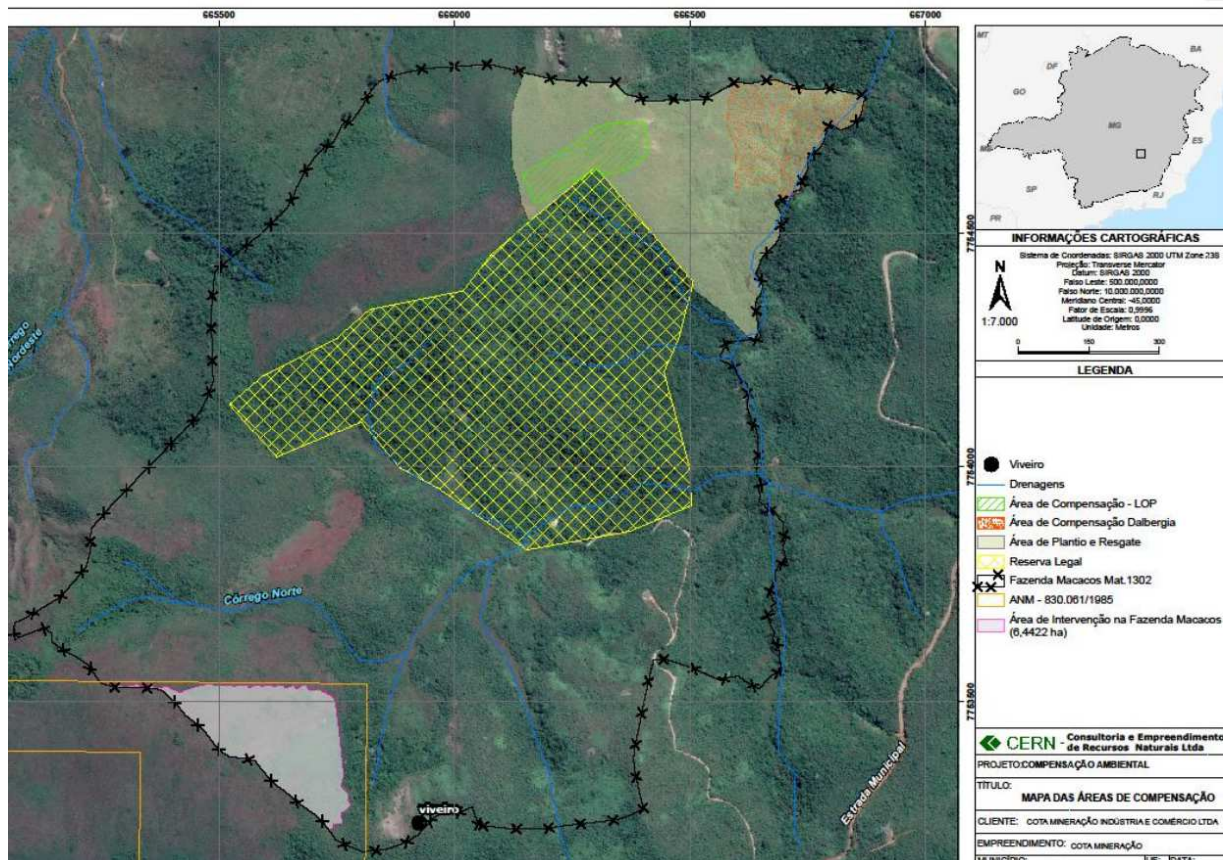 665500
666000
666500
667000
MT
BA
DF
GO
MG
ES
SP
RJ
PR
7754500
7754000
7753500
INFORMAÇÕES CARTOGRÁFICAS
Sistema de Coordenadas: SIRGAS 2000 UTM Zone 23S
Projeção: Transverse Mercator
Datum: SIRGAS 2000
Falso Leste: 500.000,0000
Falso Norte: 10.000.000,0000
Meridiano Central: -45,0000
Fator de Escala: 0,9996
Latitude de Origem: 0,0000
Unidade: Metros
N
1:7.000
0 150 300
LEGENDA
Viveiro
Drenagens
Área de Compensação - LOP
Área de Compensação Dalbergia
Área de Plantio e Resgate
Reserva Legal
Fazenda Macacos Mat.1302
ANM - 830.061/1985
Área de Intervenção na Fazenda Macacos
(6,4422 ha)
Córrego Norte
viveiro
Estrada Municipal
CERN - Consultoria e Empreendimento
de Recursos Naturais Ltda
PROJETO:COMPENSAÇÃO AMBIENTAL
TÍTULO:
MAPA DAS ÁREAS DE COMPENSAÇÃO
CLIENTE: COTA MINERAÇÃO INDÚSTRIA E COMÉRCIO LTDA
EMPREENDIMENTO: COTA MINERAÇÃO